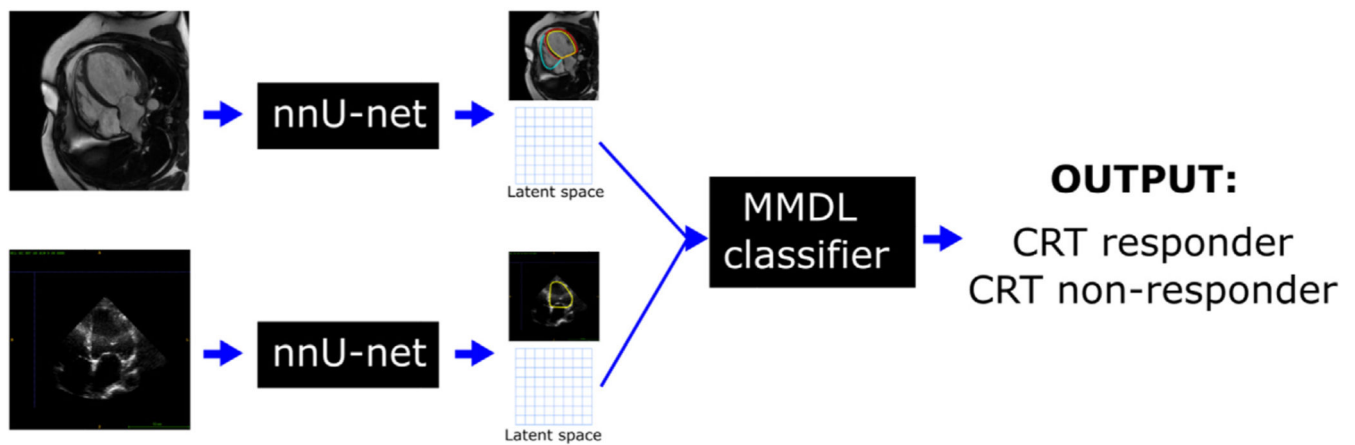 nnU-net
Latent space
nnU-net
Latent space
MMDL
classifier
OUTPUT:
CRT responder
CRT non-responder